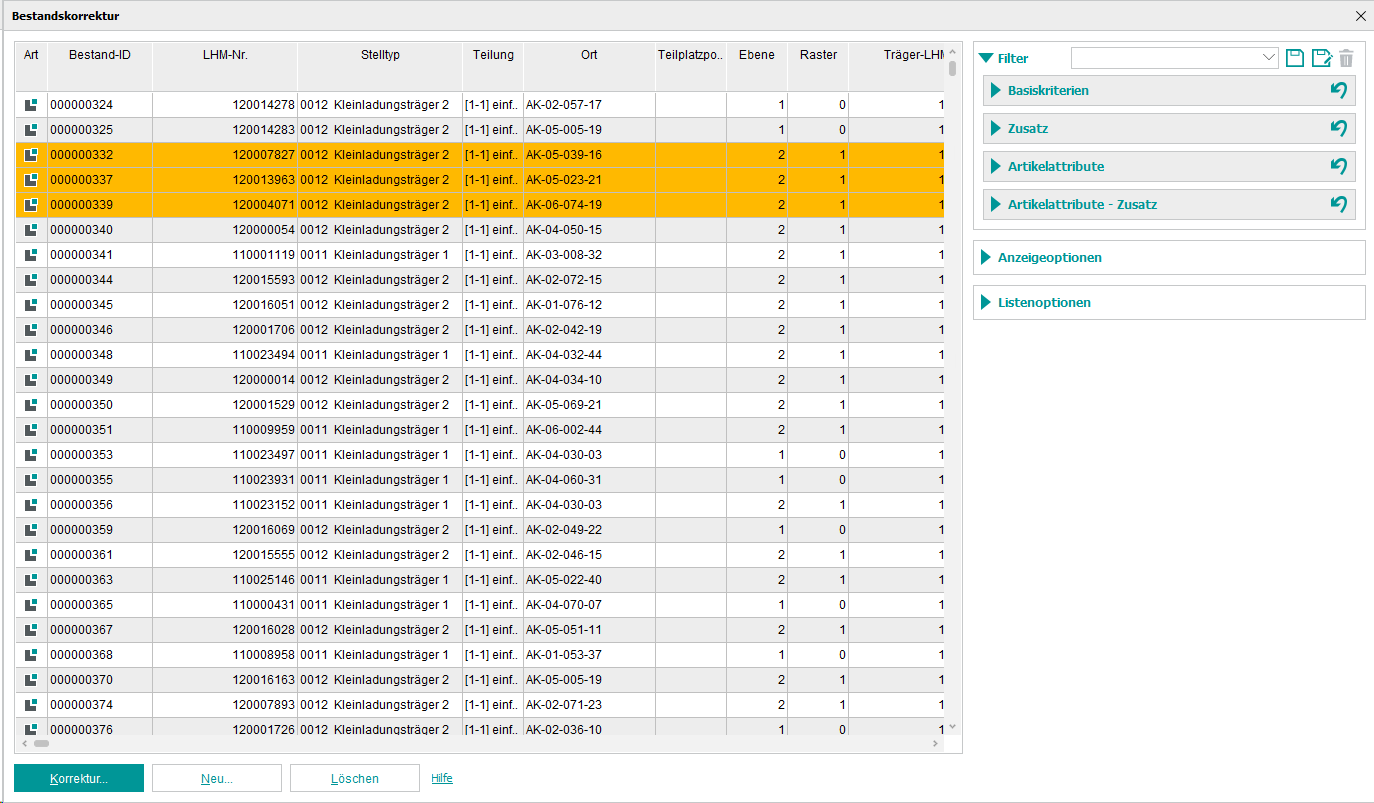 Bestandskorrektur
Art Bestand-ID LHM-Nr. Stelltyp Teilung Ort Teilplatzpo.. Ebene Raster Träger-LHM
000000324 120014278 0012 Kleinladungsträger 2 [1-1] einf.. AK-02-057-17 1 0 1
000000325 120014283 0012 Kleinladungsträger 2 [1-1] einf.. AK-05-005-19 1 0 1
000000332 120007827 0012 Kleinladungsträger 2 [1-1] einf.. AK-05-039-16 2 1 1
000000337 120013963 0012 Kleinladungsträger 2 [1-1] einf.. AK-05-023-21 2 1 1
000000339 120004071 0012 Kleinladungsträger 2 [1-1] einf.. AK-06-074-19 2 1 1
000000340 120000054 0012 Kleinladungsträger 2 [1-1] einf.. AK-04-050-15 2 1 1
000000341 110001119 0011 Kleinladungsträger 1 [1-1] einf.. AK-03-008-32 2 1 1
000000344 120015593 0012 Kleinladungsträger 2 [1-1] einf.. AK-02-072-15 2 1 1
000000345 120016051 0012 Kleinladungsträger 2 [1-1] einf.. AK-01-076-12 2 1 1
000000346 120001706 0012 Kleinladungsträger 2 [1-1] einf.. AK-02-042-19 2 1 1
000000348 110023494 0011 Kleinladungsträger 1 [1-1] einf.. AK-04-032-44 2 1 1
000000349 120000014 0012 Kleinladungsträger 2 [1-1] einf.. AK-04-034-10 2 1 1
000000350 120001529 0012 Kleinladungsträger 2 [1-1] einf.. AK-05-069-21 2 1 1
000000351 110009959 0011 Kleinladungsträger 1 [1-1] einf.. AK-06-002-44 2 1 1
000000353 110023497 0011 Kleinladungsträger 1 [1-1] einf.. AK-04-030-03 1 0 1
000000355 110023931 0011 Kleinladungsträger 1 [1-1] einf.. AK-04-060-31 1 0 1
000000356 110023152 0011 Kleinladungsträger 1 [1-1] einf.. AK-04-030-03 2 1 1
000000359 120016069 0012 Kleinladungsträger 2 [1-1] einf.. AK-02-049-22 1 0 1
000000361 120015555 0012 Kleinladungsträger 2 [1-1] einf.. AK-02-046-15 2 1 1
000000363 110025146 0011 Kleinladungsträger 1 [1-1] einf.. AK-05-022-40 2 1 1
000000365 110000431 0011 Kleinladungsträger 1 [1-1] einf.. AK-04-070-07 1 0 1
000000367 120016028 0012 Kleinladungsträger 2 [1-1] einf.. AK-05-051-11 2 1 1
000000368 110008958 0011 Kleinladungsträger 1 [1-1] einf.. AK-01-053-37 1 0 1
000000370 120016163 0012 Kleinladungsträger 2 [1-1] einf.. AK-05-005-19 2 1 1
000000374 120007893 0012 Kleinladungsträger 2 [1-1] einf.. AK-02-071-23 2 1 1
000000376 120001726 0012 Kleinladungsträger 2 [1-1] einf.. AK-02-036-10 1 0 1
Korrektur... Neu... Löschen Hilfe
Filter
Basiskriterien
Zusatz
Artikelattribute
Artikelattribute - Zusatz
Anzeigeoptionen
Listenoptionen